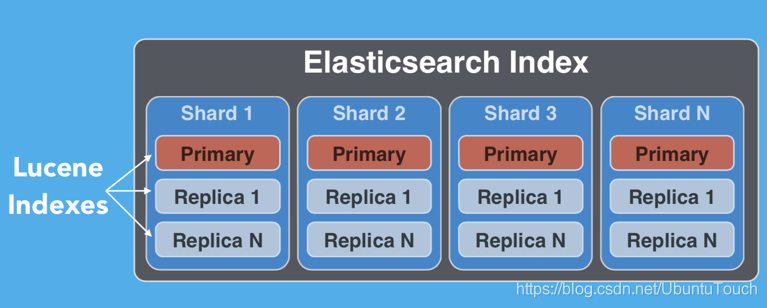 Elasticsearch Index
Shard 1
Shard 2
Shard 3
Shard N
Primary
Primary
Primary
Primary
Lucene
Indexes
Replica 1
Replica 1
Replica 1
Replica 1
Replica N
Replica N
Replica N
Replica N
https://blog.csdn.net/UbuntuTouch